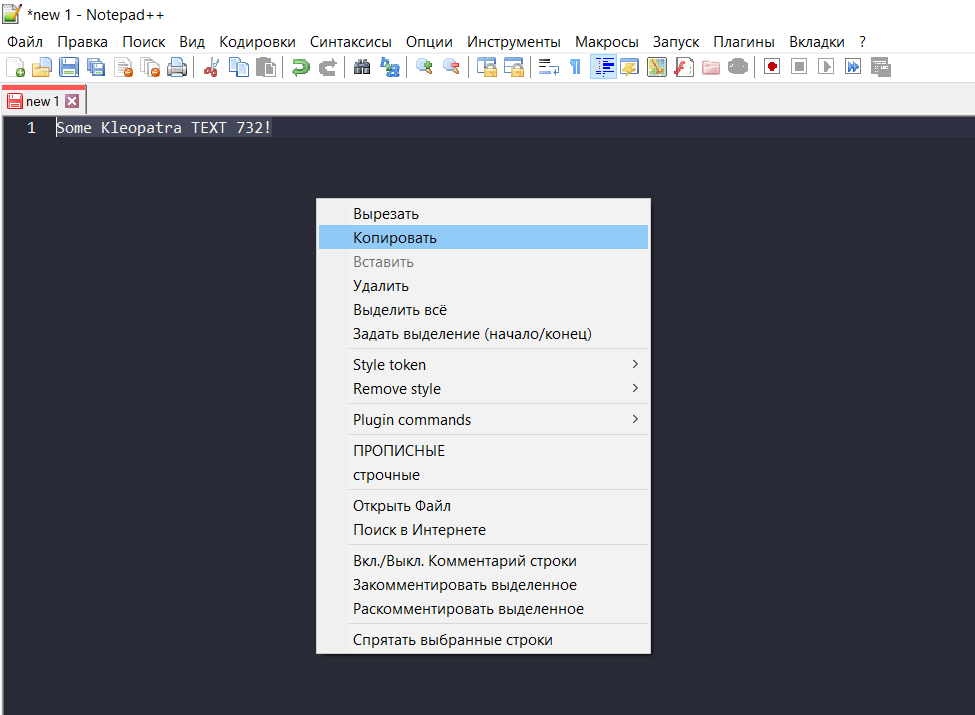 *new 1 - Notepad++
Файл Правка Поиск Вид Кодировки Синтаксисы Опции Инструменты Макросы Запуск Плагины Вкладки ?
new 1
1 Some Kleopatra TEXT 732!
Вырезать
Копировать
Вставить
Удалить
Выделить всё
Задать выделение (начало/конец)
Style token
Remove style
Plugin commands
ПРОПИСНЫЕ
строчные
Открыть Файл
Поиск в Интернете
Вкл./Выкл. Комментарий строки
Закомментировать выделенное
Раскомментировать выделенное
Спрятать выбранные строки